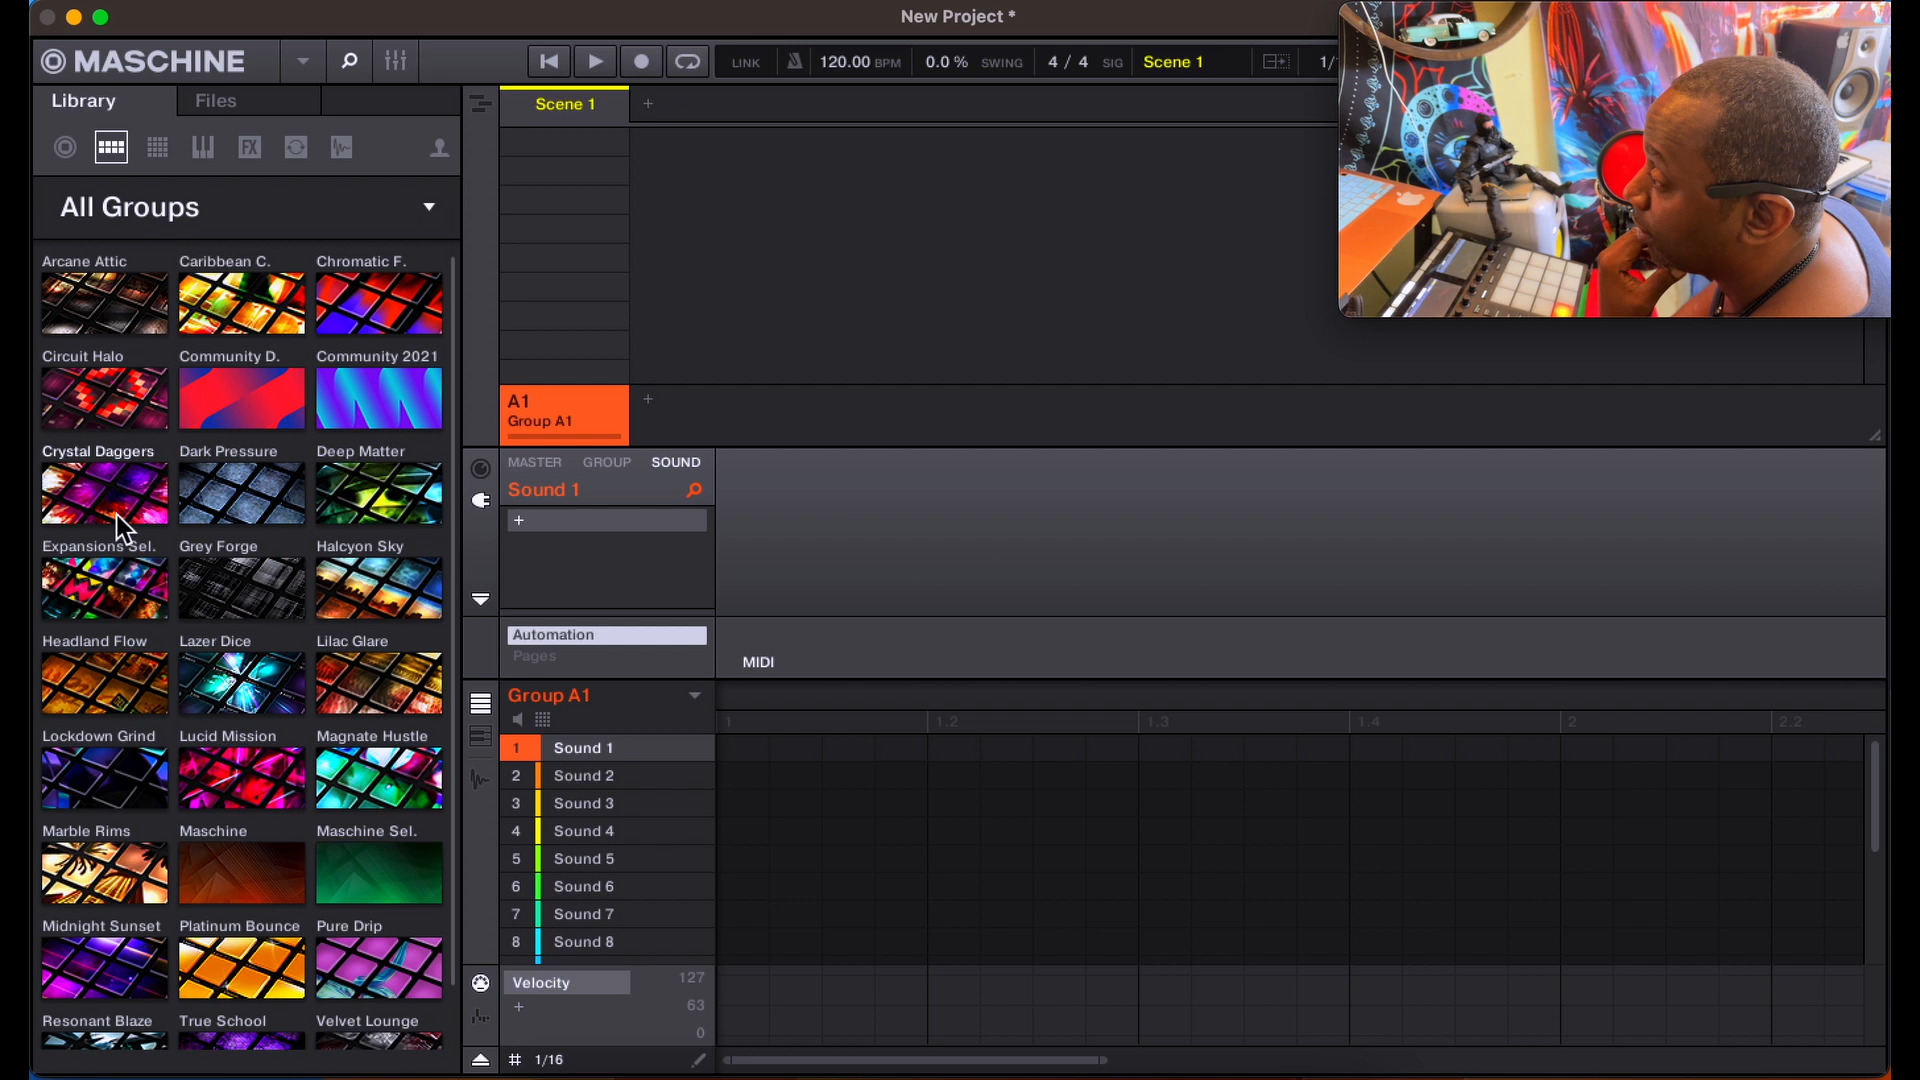 New Project *
MASCHINE
LINK
120.00 BPM
0.0 % SWING
4 / 4 SIG
Scene 1
1/
Library
Files
Scene 1
+
FX
All Groups
Arcane Attic
Caribbean C.
Chromatic F.
Circuit Halo
Community D.
Community 2021
Crystal Daggers
Dark Pressure
Deep Matter
Expansions Sel.
Grey Forge
Halcyon Sky
Headland Flow
Lazer Dice
Lilac Glare
Lockdown Grind
Lucid Mission
Magnate Hustle
Marble Rims
Maschine
Maschine Sel.
Midnight Sunset
Platinum Bounce
Pure Drip
Resonant Blaze
True School
Velvet Lounge
A1
Group A1
+
MASTER
GROUP
SOUND
Sound 1
+
Automation
Pages
MIDI
Group A1
1
1.2
1.3
1.4
2
2.2
1 Sound 1
2 Sound 2
3 Sound 3
4 Sound 4
5 Sound 5
6 Sound 6
7 Sound 7
8 Sound 8
Velocity
+
127
63
0
# 1/16